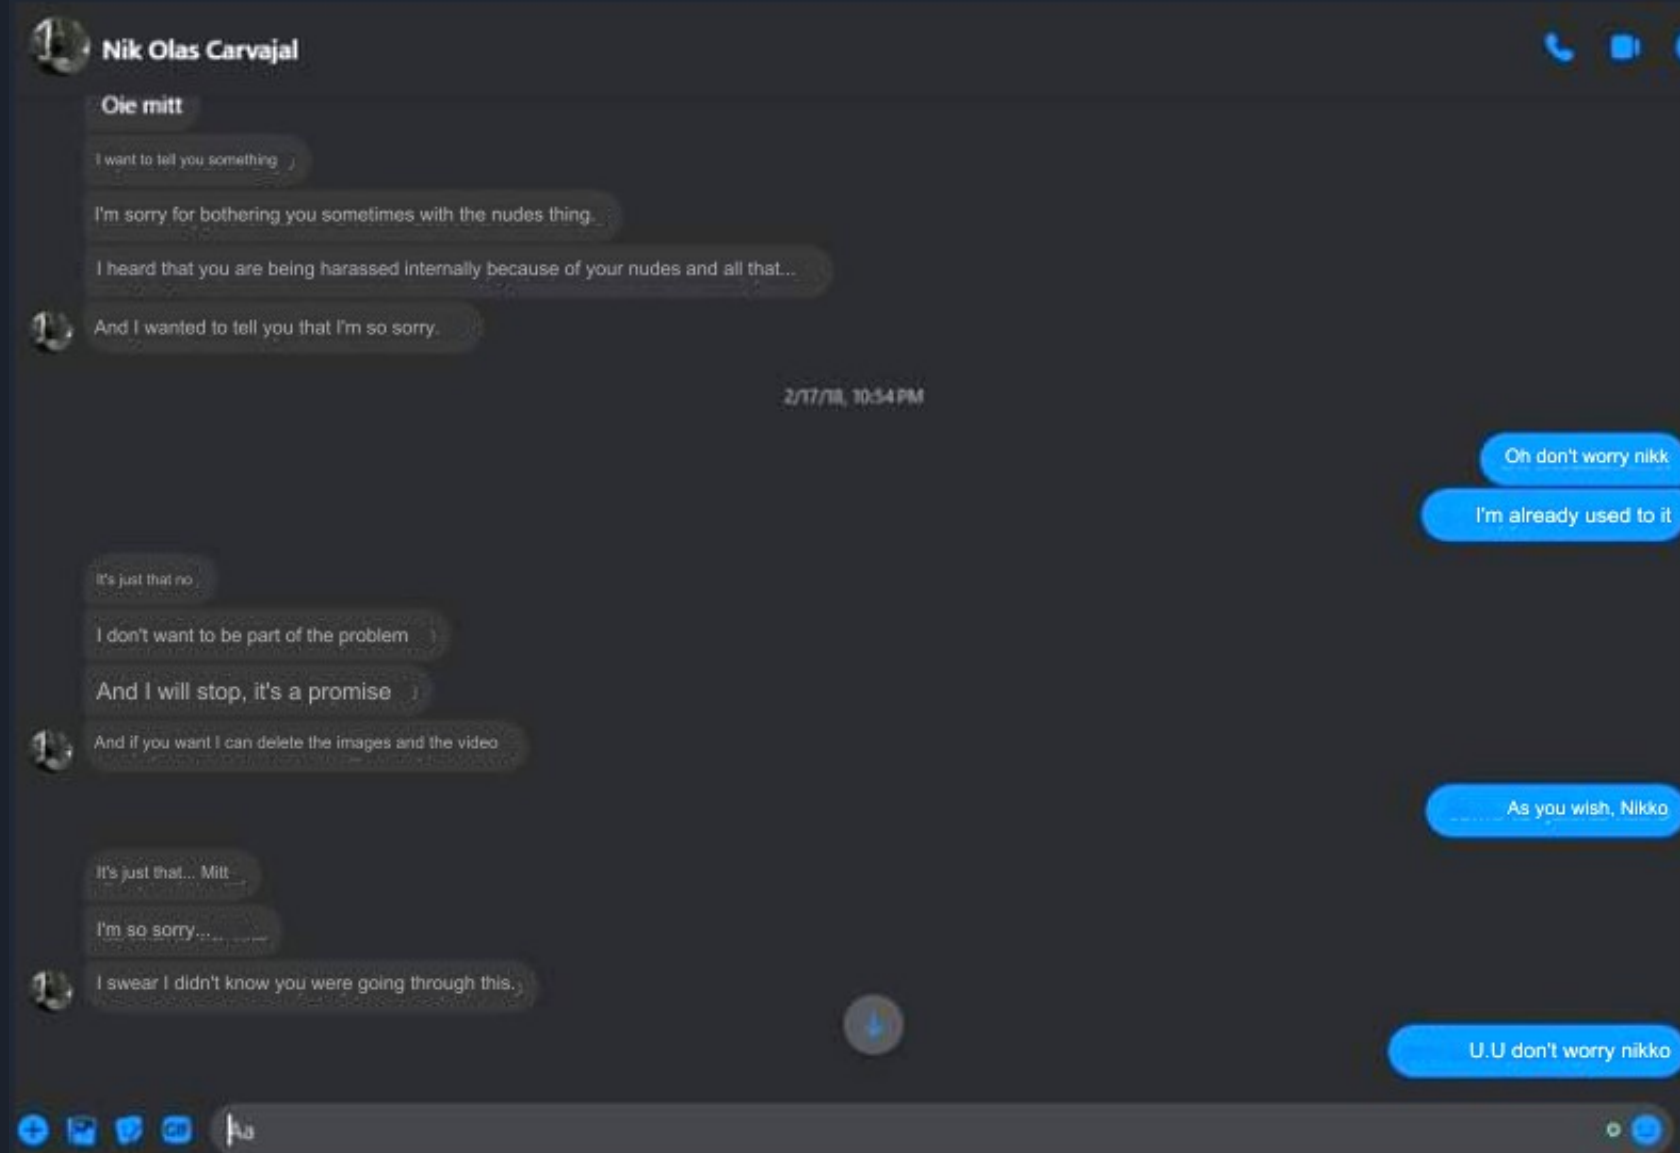 Nik Olas Carvajal
Oie mitt
I want to tell you something
I'm sorry for bothering you sometimes with the nudes thing.
I heard that you are being harassed internally because of your nudes and all that...
And I wanted to tell you that I'm so sorry.
2/17/18, 10:54 PM
Oh don't worry nikk
I'm already used to it
It's just that no
I don't want to be part of the problem
And I will stop, it's a promise
And if you want I can delete the images and the video
As you wish, Nikko
It's just that... Mitt
I'm so sorry...
I swear I didn't know you were going through this.
U.U don't worry nikko
GIF
Aa